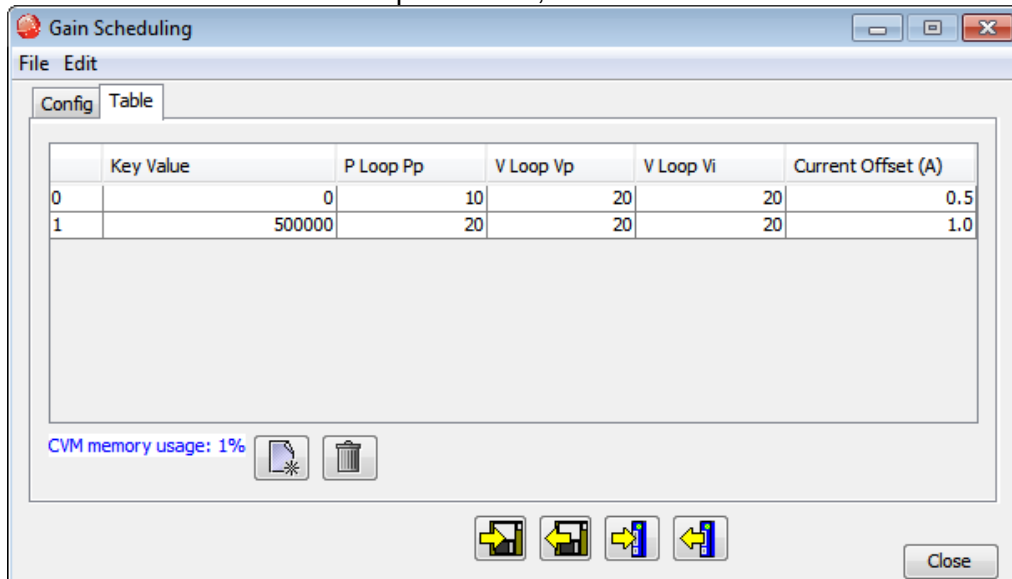 Gain Scheduling
File Edit
Config Table
Key Value P Loop Pp V Loop Vp V Loop Vi Current Offset (A)
0 0 10 20 20 0.5
1 500000 20 20 20 1.0
CVM memory usage: 1%
Close